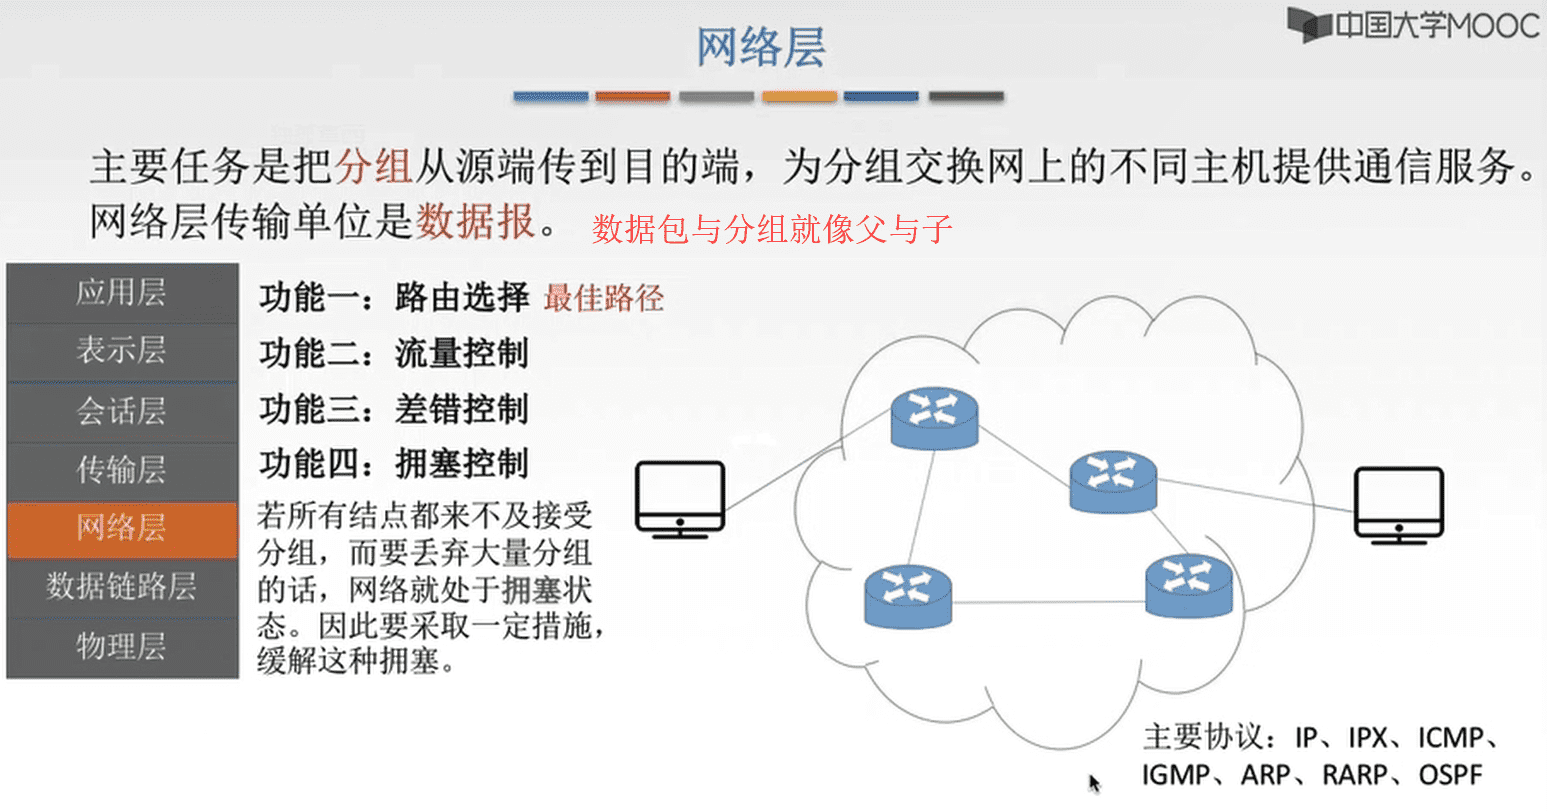 中国大学MOOC
网络层
主要任务是把分组从源端传到目的端，为分组交换网上的不同主机提供通信服务。
网络层传输单位是数据报。 数据包与分组就像父与子
应用层
表示层
会话层
传输层
网络层
数据链路层
物理层
功能一：路由选择 最佳路径
功能二：流量控制
功能三：差错控制
功能四：拥塞控制
若所有结点都来不及接受
分组，而要丢弃大量分组
的话，网络就处于拥塞状
态。因此要采取一定措施，
缓解这种拥塞。
主要协议：IP、IPX、ICMP、
IGMP、ARP、RARP、OSPF